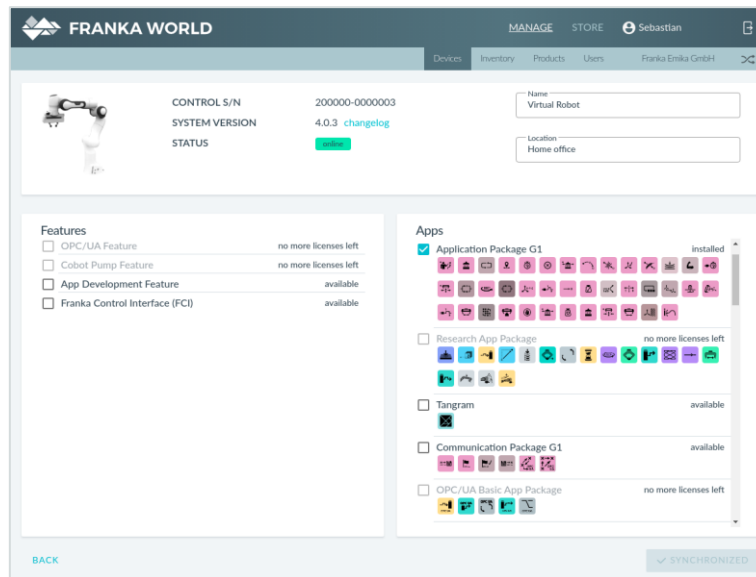 FRANKA WORLD
MANAGE STORE Sebastian
Devices Inventory Products Users Franka Emika GmbH
CONTROL S/N 200000-0000003
SYSTEM VERSION 4.0.3 changelog
STATUS online
Name
Virtual Robot
Location
Home office
Features
OPC/UA Feature no more licenses left
Cobot Pump Feature no more licenses left
App Development Feature available
Franka Control Interface (FCI) available
Apps
Application Package G1 installed
Research App Package no more licenses left
Tangram available
Communication Package G1 available
OPC/UA Basic App Package no more licenses left
BACK
SYNCHRONIZED